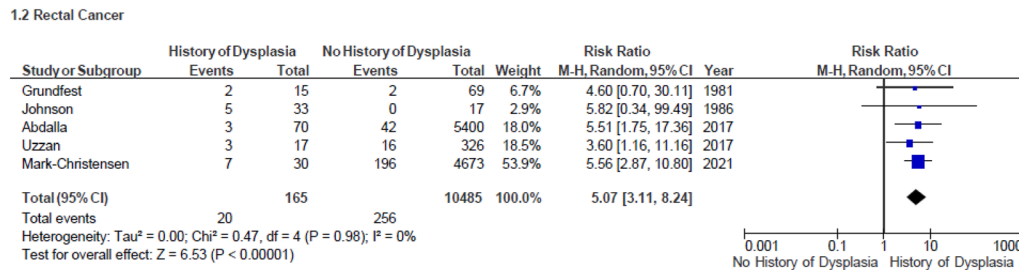 1.2 Rectal Cancer
History of Dysplasia No History of Dysplasia Risk Ratio Risk Ratio
Study or Subgroup Events Total Events Total Weight M-H, Random, 95% CI Year M-H, Random, 95% CI
Grundfest 2 15 2 69 6.7% 4.60 [0.70, 30.11] 1981
Johnson 5 33 0 17 2.9% 5.82 [0.34, 99.49] 1986
Abdalla 3 70 42 5400 18.0% 5.51 [1.75, 17.36] 2017
Uzzan 3 17 16 326 18.5% 3.60 [1.16, 11.16] 2017
Mark-Christensen 7 30 196 4673 53.9% 5.56 [2.87, 10.80] 2021
Total (95% CI) 165 10485 100.0% 5.07 [3.11, 8.24]
Total events 20 256
Heterogeneity: Tau² = 0.00; Chi² = 0.47, df = 4 (P = 0.98); I² = 0%
Test for overall effect: Z = 6.53 (P < 0.00001)
0.001 0.1 1 10 1000
No History of Dysplasia History of Dysplasia